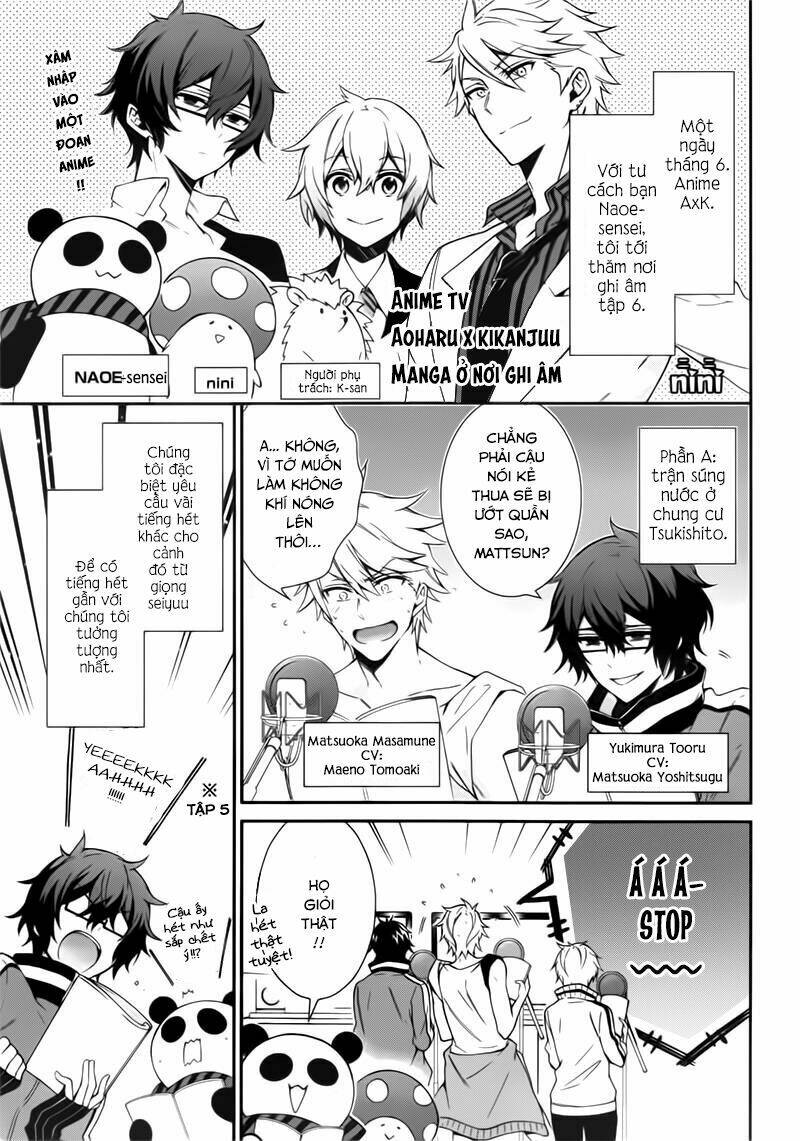 Một
ngày
tháng 6.
Anime
AxK.
Với tư
cách bạn
Naoe-
sensei,
tôi tới
thăm nơi
ghi âm
tập 6.
nini
XÂM
NHẬP
VÀO
MỘT
ĐOẠN
ANIME
!!
ANIME TV
AOHARU X KIKANJUU
MANGA Ở NƠI GHI ÂM
NAOE-sensei
nini
Người phụ
trách: K-san
Phần A:
trận súng
nước ở
chung cư
Tsukishito.
CHẲNG
PHẢI CẬU
NÓI KẺ
THUA SẼ BỊ
ƯỚT QUẦN
SAO,
MATTSUN?
A... KHÔNG,
VÌ TỚ MUỐN
LÀM KHÔNG
KHÍ NÓNG
LÊN
THÔI...
Yukimura Tooru
CV:
Matsuoka Yoshitsugu
Matsuoka Masamune
CV:
Maeno Tomoaki
Chúng
tôi đặc
biệt yêu
cầu vài
tiếng hét
khác cho
cảnh
đó từ
giọng
seiyuu
Để có
tiếng hét
gần với
chúng tôi
tưởng
tượng
nhất.
Á Á Á-
STOP
HỌ
GIỎI
THẬT
!!
La
hét
thật
tuyệt!
YEEEEKKKK
AAHHHH
!!!!
※
TẬP 5
Cậu ấy
hét như
sắp chết
ý!!?